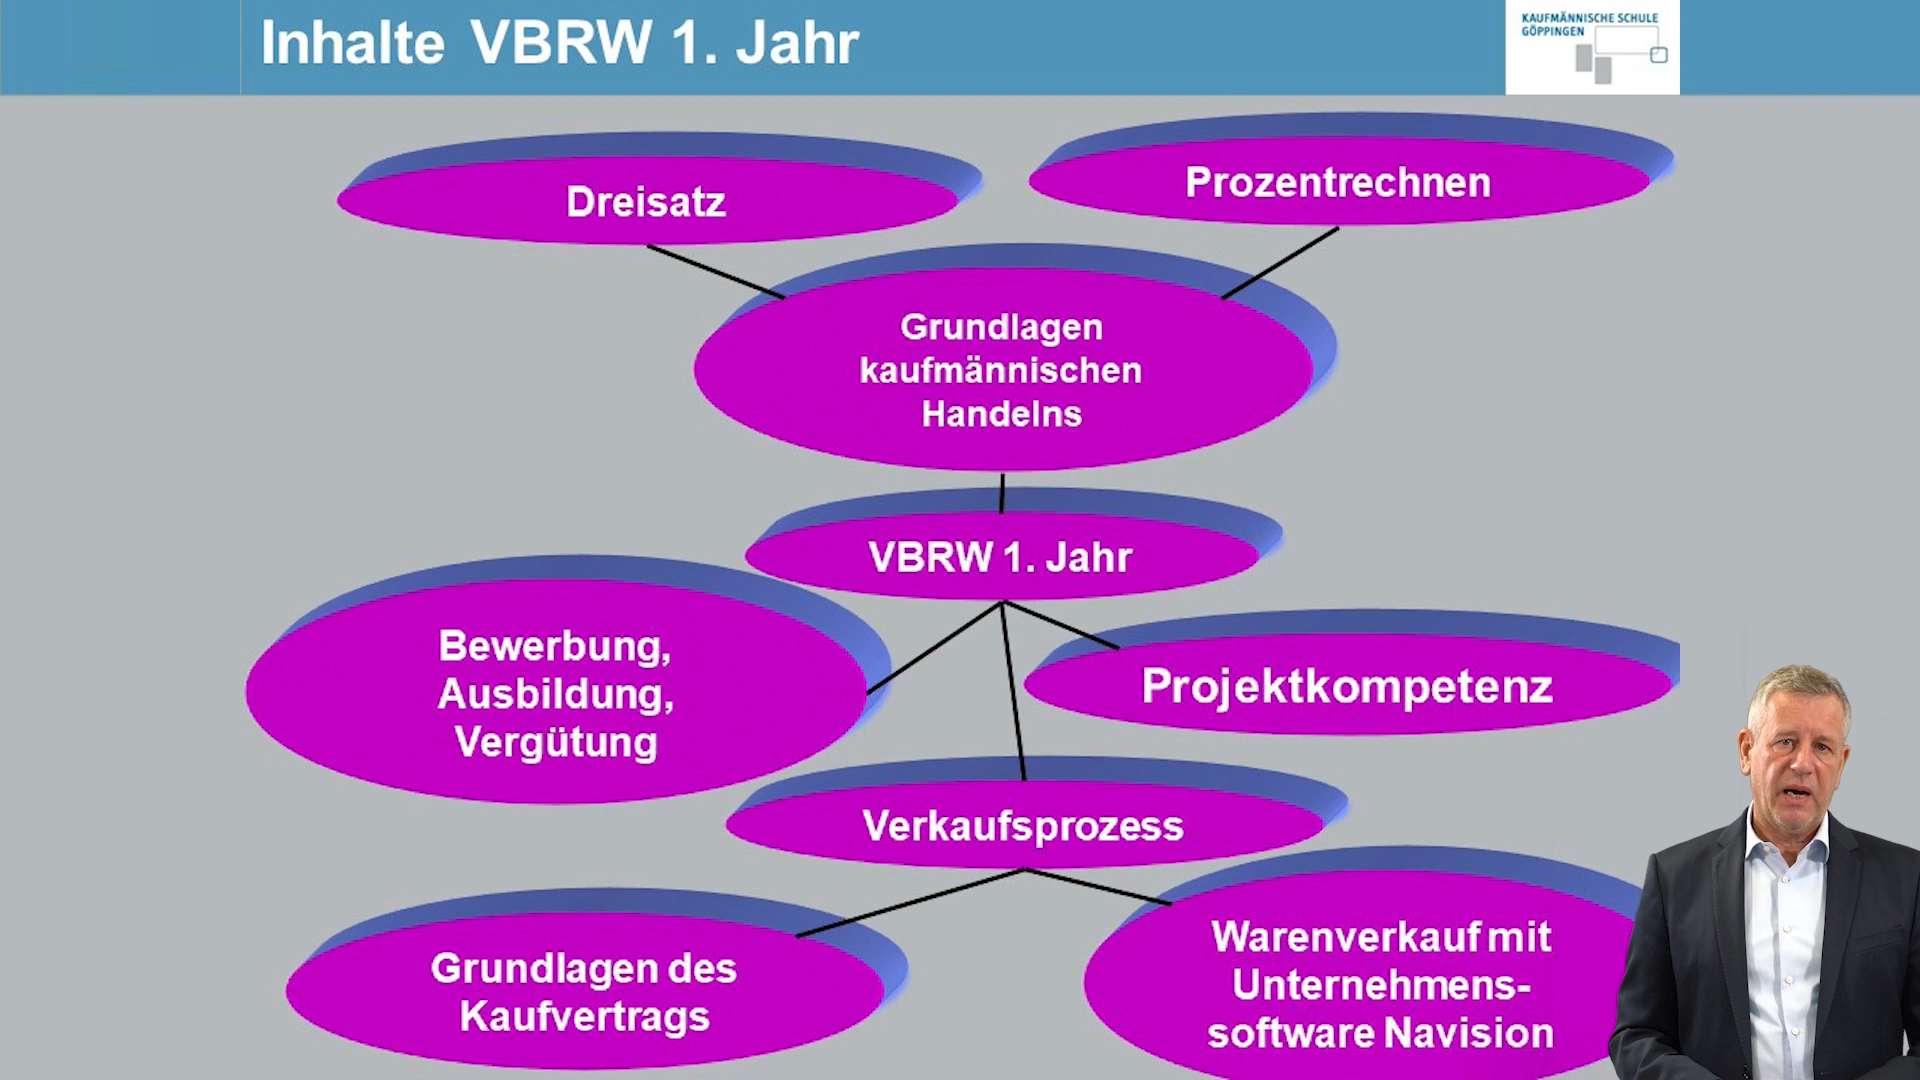 Inhalte VBRW 1. Jahr
KAUFMÄNNISCHE SCHULE
GÖPPINGEN
Dreisatz
Prozentrechnen
Grundlagen
kaufmännischen
Handelns
VBRW 1. Jahr
Bewerbung,
Ausbildung,
Vergütung
Projektkompetenz
Verkaufsprozess
Grundlagen des
Kaufvertrags
Warenverkauf mit
Unternehmens-
software Navision